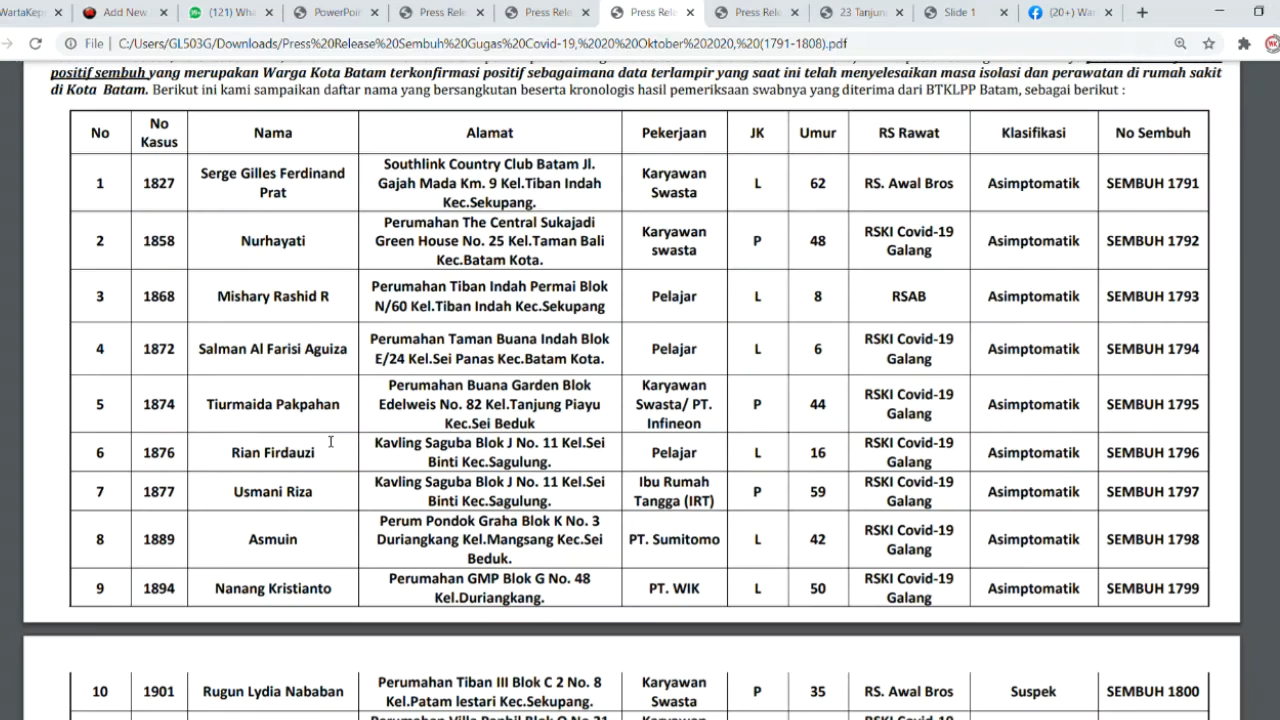 WartaKep
Add New
(121) Wha
PowerPoin
Press Rele
Press Rele
Press Rele
Press Rele
23 Tanjun
Slide 1
(20+) War
File | C:/Users/GL503G/Downloads/Press%20Release%20Sembuh%20Gugas%20Covid-19,%2020%20Oktober%202020,%20(1791-1808).pdf
positif sembuh yang merupakan Warga Kota Batam terkonfirmasi positif sebagaimana data terlampir yang saat ini telah menyelesaikan masa isolasi dan perawatan di rumah sakit
di Kota Batam. Berikut ini kami sampaikan daftar nama yang bersangkutan beserta kronologis hasil pemeriksaan swabnya yang diterima dari BTKLPP Batam, sebagai berikut :
No No Kasus Nama Alamat Pekerjaan JK Umur RS Rawat Klasifikasi No Sembuh
1 1827 Serge Gilles Ferdinand Prat Southlink Country Club Batam Jl. Gajah Mada Km. 9 Kel.Tiban Indah Kec.Sekupang. Karyawan Swasta L 62 RS. Awal Bros Asimptomatik SEMBUH 1791
2 1858 Nurhayati Perumahan The Central Sukajadi Green House No. 25 Kel.Taman Bali Kec.Batam Kota. Karyawan swasta P 48 RSKI Covid-19 Galang Asimptomatik SEMBUH 1792
3 1868 Mishary Rashid R Perumahan Tiban Indah Permai Blok N/60 Kel.Tiban Indah Kec.Sekupang Pelajar L 8 RSAB Asimptomatik SEMBUH 1793
4 1872 Salman Al Farisi Aguiza Perumahan Taman Buana Indah Blok E/24 Kel.Sei Panas Kec.Batam Kota. Pelajar L 6 RSKI Covid-19 Galang Asimptomatik SEMBUH 1794
5 1874 Tiurmaida Pakpahan Perumahan Buana Garden Blok Edelweis No. 82 Kel.Tanjung Piayu Kec.Sei Beduk Karyawan Swasta/ PT. Infineon P 44 RSKI Covid-19 Galang Asimptomatik SEMBUH 1795
6 1876 Rian Firdauzi Kavling Saguba Blok J No. 11 Kel.Sei Binti Kec.Sagulung. Pelajar L 16 RSKI Covid-19 Galang Asimptomatik SEMBUH 1796
7 1877 Usmani Riza Kavling Saguba Blok J No. 11 Kel.Sei Binti Kec.Sagulung. Ibu Rumah Tangga (IRT) P 59 RSKI Covid-19 Galang Asimptomatik SEMBUH 1797
8 1889 Asmuin Perum Pondok Graha Blok K No. 3 Duriangkang Kel.Mangsang Kec.Sei Beduk. PT. Sumitomo L 42 RSKI Covid-19 Galang Asimptomatik SEMBUH 1798
9 1894 Nanang Kristianto Perumahan GMP Blok G No. 48 Kel.Duriangkang. PT. WIK L 50 RSKI Covid-19 Galang Asimptomatik SEMBUH 1799
10 1901 Rugun Lydia Nababan Perumahan Tiban III Blok C 2 No. 8 Kel.Patam lestari Kec.Sekupang. Karyawan Swasta P 35 RS. Awal Bros Suspek SEMBUH 1800